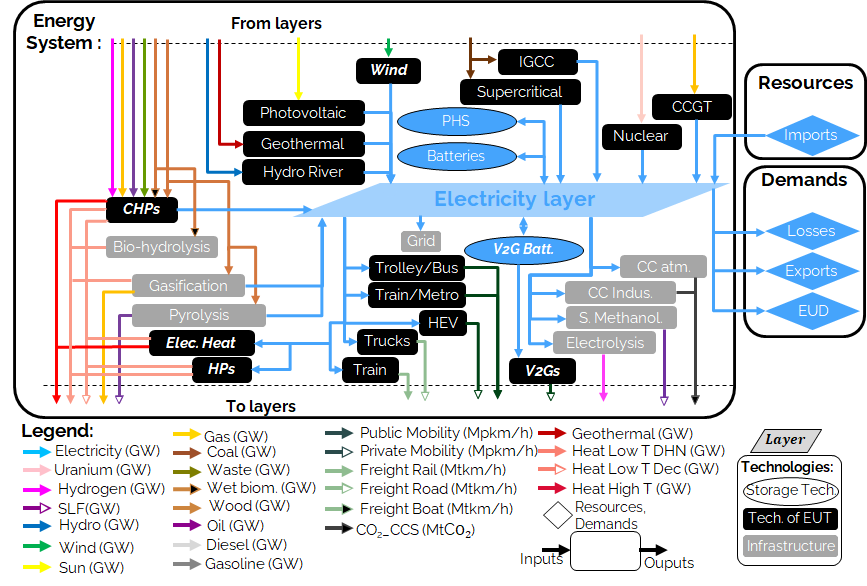 Energy
System :
From layers
Wind
IGCC
Supercritical
Photovoltaic
PHS
CCGT
Geothermal
Nuclear
Batteries
Hydro River
Resources
Imports
Demands
Losses
Exports
EUD
Electricity layer
CHPs
Bio-hydrolysis
Grid
V2G Batt.
Trolley/Bus
CC atm.
Gasification
Train/Metro
CC Indus.
Pyrolysis
HEV
S. Methanol.
Elec. Heat
Trucks
Electrolysis
HPs
Train
V2Gs
To layers
Legend:
Electricity (GW)
Uranium (GW)
Hydrogen (GW)
SLF(GW)
Hydro (GW)
Wind (GW)
Sun (GW)
Gas (GW)
Coal (GW)
Waste (GW)
Wet biom. (GW)
Wood (GW)
Oil (GW)
Diesel (GW)
Gasoline (GW)
Public Mobility (Mpkm/h)
Private Mobility (Mpkm/h)
Freight Rail (Mtkm/h)
Freight Road (Mtkm/h)
Freight Boat (Mtkm/h)
CO₂_CCS (MtCO₂)
Geothermal (GW)
Heat Low T DHN (GW)
Heat Low T Dec (GW)
Heat High T (GW)
Resources,
Demands
Inputs
Ouputs
Layer
Technologies:
Storage Tech.
Tech. of EUT
Infrastructure